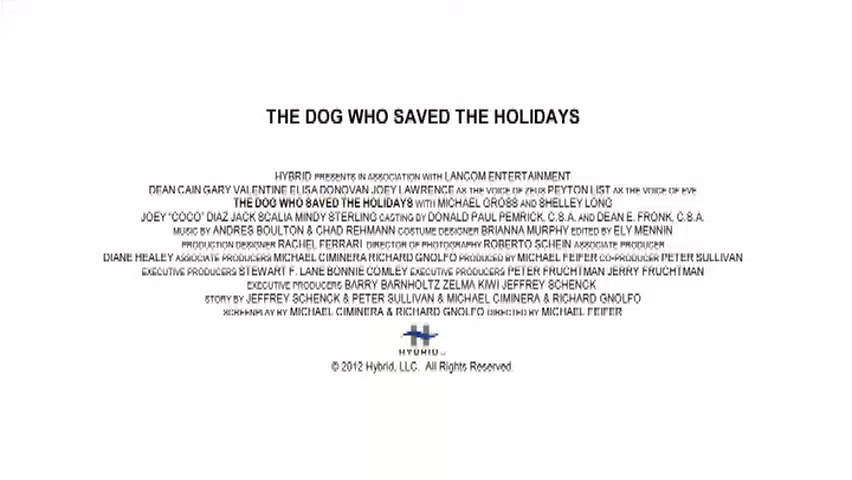 THE DOG WHO SAVED THE HOLIDAYS
HYBRID PRESENTS IN ASSOCIATION WITH LANCOM ENTERTAINMENT
DEAN CAIN GARY VALENTINE ELISA DONOVAN JOEY LAWRENCE AS THE VOICE OF ZEUS PEYTON LIST AS THE VOICE OF EVE
THE DOG WHO SAVED THE HOLIDAYS WITH MICHAEL GROSS AND SHELLEY LONG
JOEY "COCO" DIAZ JACK SCALIA MINDY STERLING CASTING BY DONALD PAUL PEMRICK, C.S.A. AND DEAN E. FRONK, C.S.A.
MUSIC BY ANDRES BOULTON & CHAD REHMANN COSTUME DESIGNER BRIANNA MURPHY EDITED BY ELY MENNIN
PRODUCTION DESIGNER RACHEL FERRARI DIRECTOR OF PHOTOGRAPHY ROBERTO SCHEIN ASSOCIATE PRODUCER
DIANE HEALEY ASSOCIATE PRODUCERS MICHAEL CIMINERA RICHARD GNOLFO PRODUCED BY MICHAEL FEIFER CO-PRODUCER PETER SULLIVAN
EXECUTIVE PRODUCERS STEWART F. LANE BONNIE COMLEY EXECUTIVE PRODUCERS PETER FRUCHTMAN JERRY FRUCHTMAN
EXECUTIVE PRODUCERS BARRY BARNHOLTZ ZELMA KIWI JEFFREY SCHENCK
STORY BY JEFFREY SCHENCK & PETER SULLIVAN & MICHAEL CIMINERA & RICHARD GNOLFO
SCREENPLAY BY MICHAEL CIMINERA & RICHARD GNOLFO DIRECTED BY MICHAEL FEIFER
H
HYBRID
© 2012 Hybrid, LLC. All Rights Reserved.